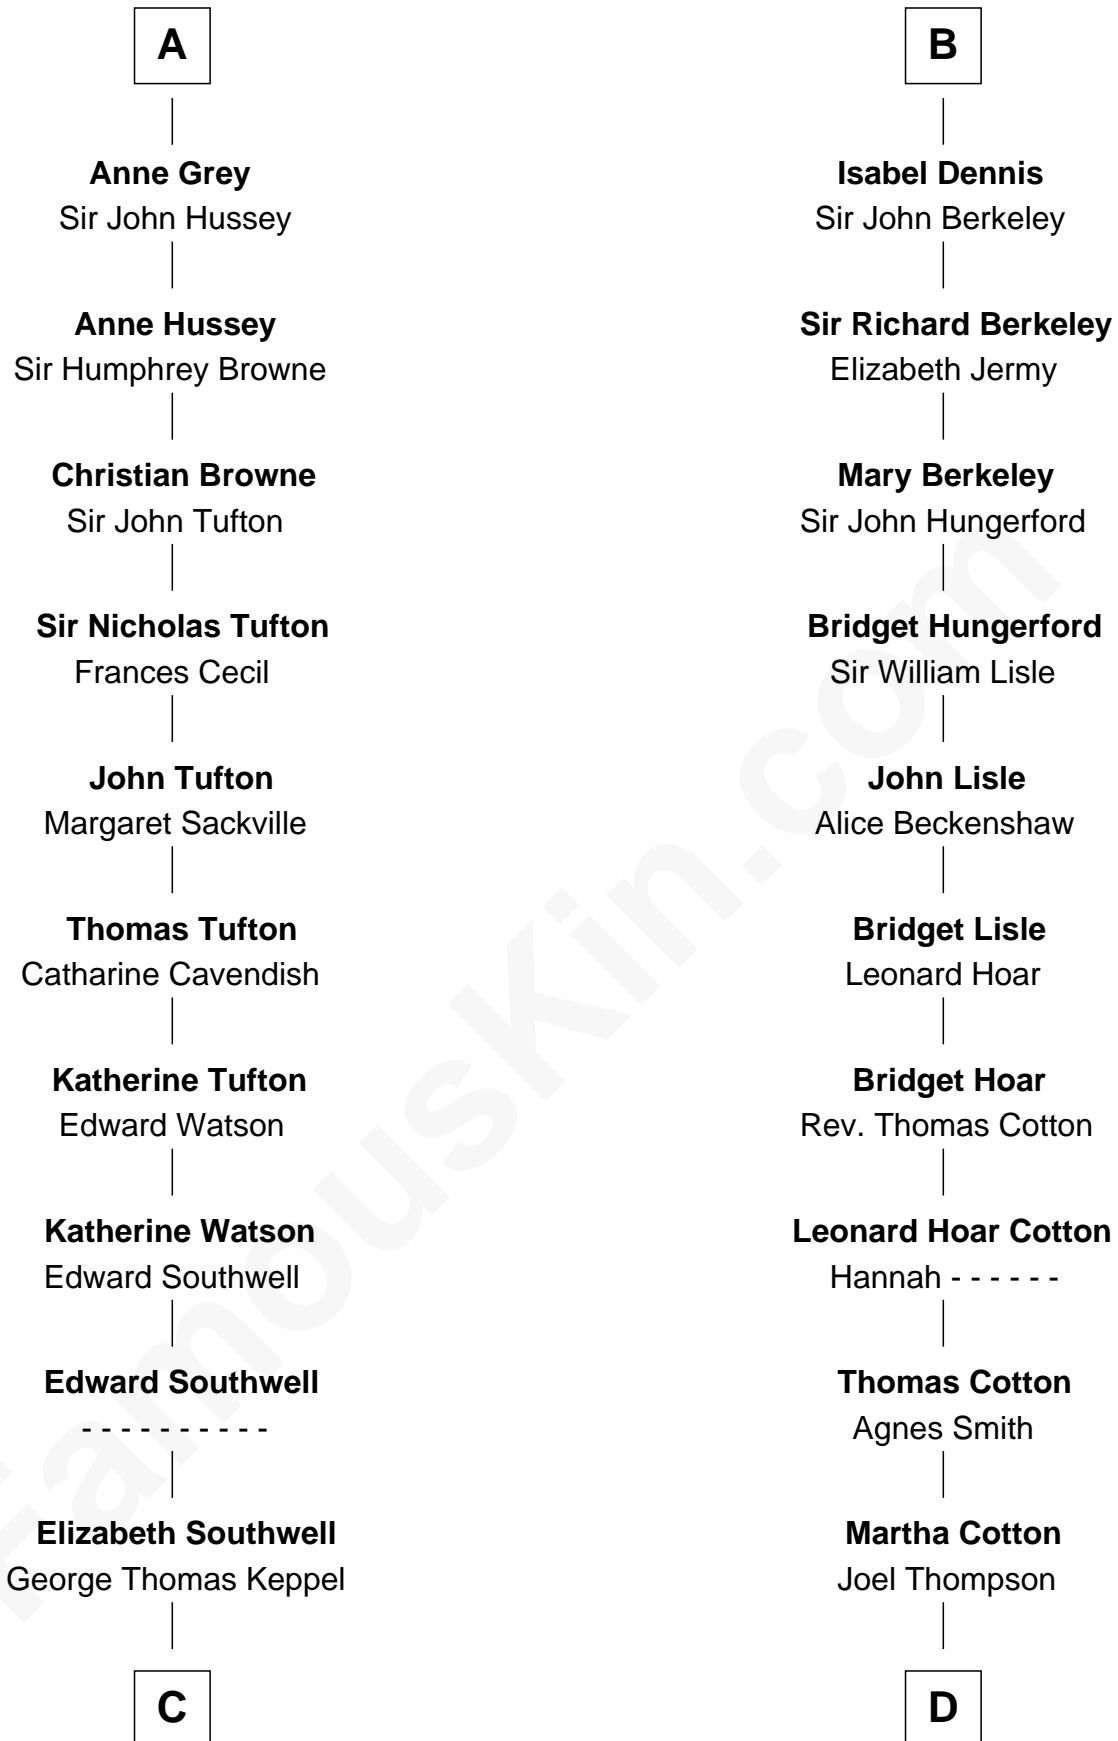 A
Anne Grey
Sir John Hussey
Anne Hussey
Sir Humphrey Browne
Christian Browne
Sir John Tufton
Sir Nicholas Tufton
Frances Cecil
John Tufton
Margaret Sackville
Thomas Tufton
Catharine Cavendish
Katherine Tufton
Edward Watson
Katherine Watson
Edward Southwell
Edward Southwell
- - - - - - - - - -
Elizabeth Southwell
George Thomas Keppel
C
B
Isabel Dennis
Sir John Berkeley
Sir Richard Berkeley
Elizabeth Jermy
Mary Berkeley
Sir John Hungerford
Bridget Hungerford
Sir William Lisle
John Lisle
Alice Beckenshaw
Bridget Lisle
Leonard Hoar
Bridget Hoar
Rev. Thomas Cotton
Leonard Hoar Cotton
Hannah - - - - - -
Thomas Cotton
Agnes Smith
Martha Cotton
Joel Thompson
D
FamousKin.com